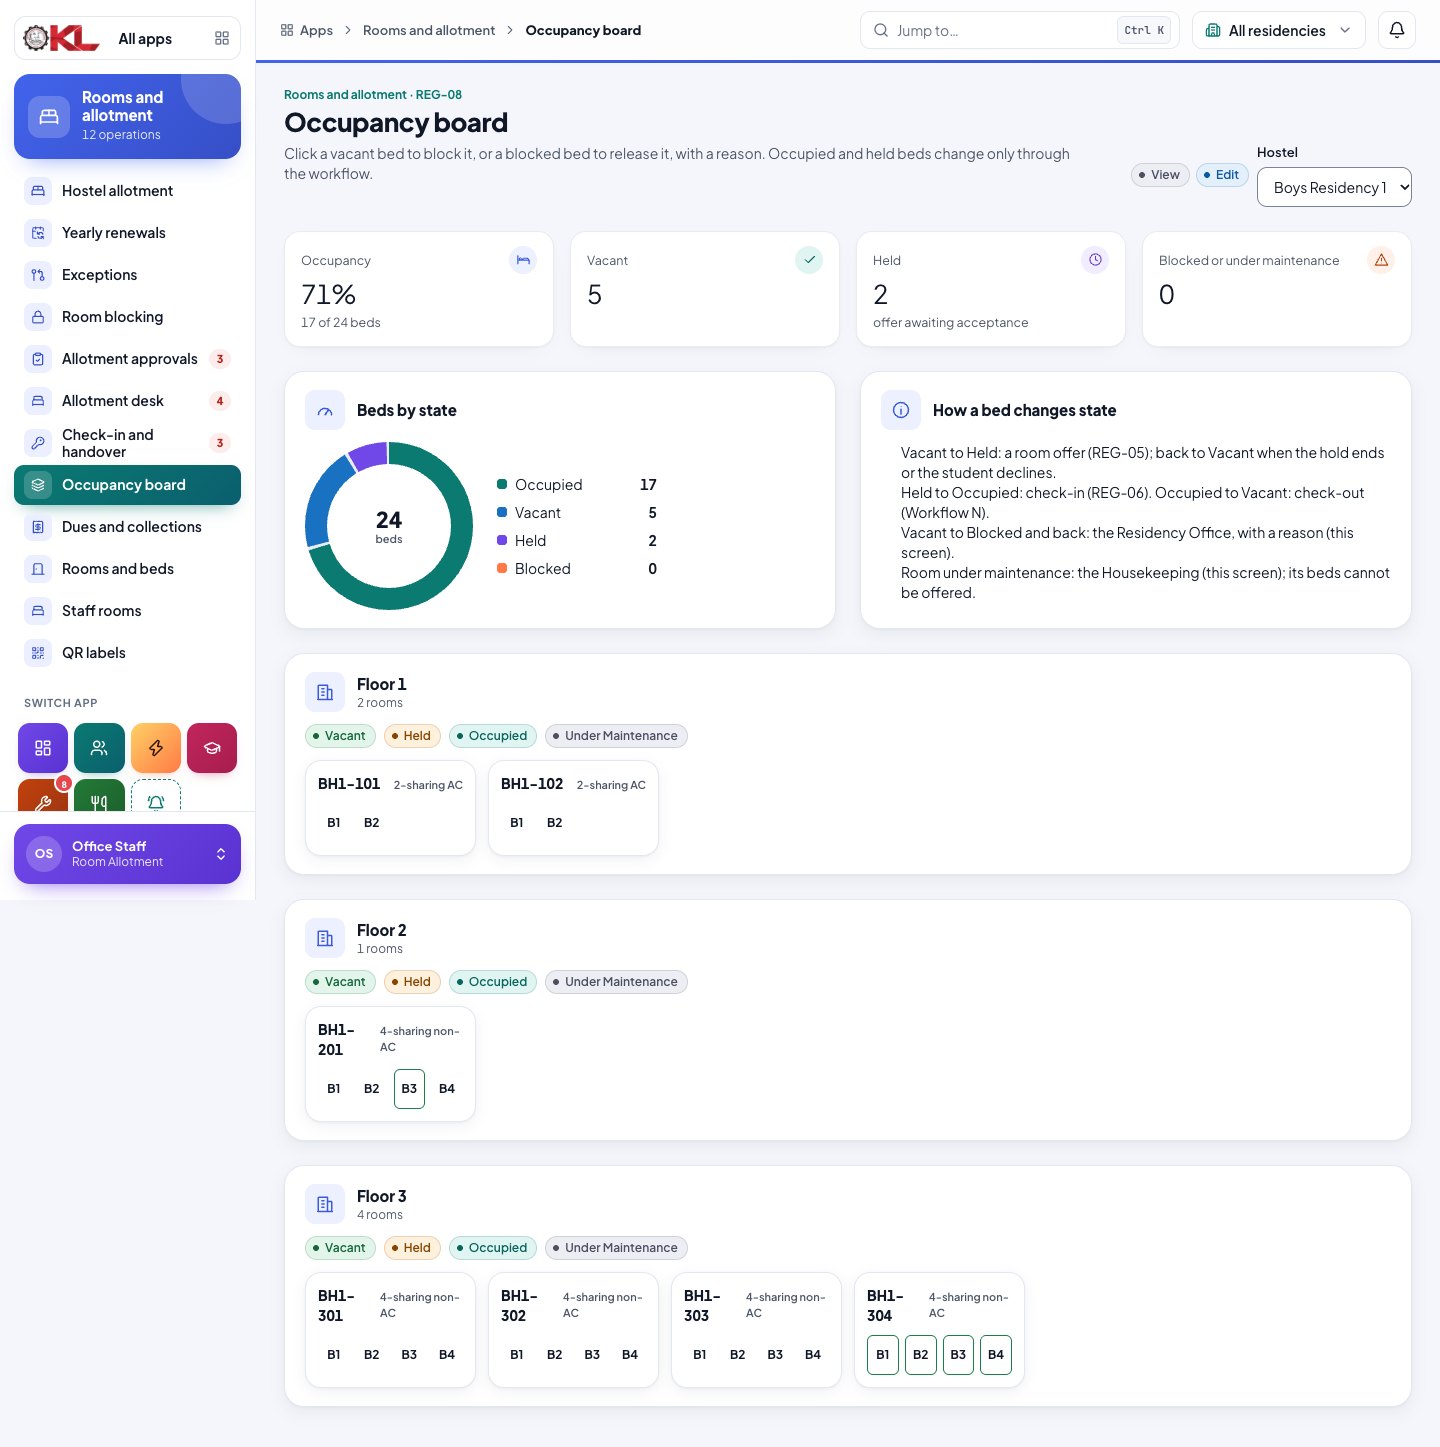 KL
All apps
Rooms and
allotment
12 operations
Hostel allotment
Yearly renewals
Exceptions
Room blocking
Allotment approvals 3
Allotment desk 4
Check-in and
handover 3
Occupancy board
Dues and collections
Rooms and beds
Staff rooms
QR labels
SWITCH APP
8
OS
Office Staff
Room Allotment
Apps > Rooms and allotment > Occupancy board
Jump to... Ctrl K
All residencies
Rooms and allotment · REG-08
Occupancy board
Click a vacant bed to block it, or a blocked bed to release it, with a reason. Occupied and held beds change only through
the workflow.
View Edit
Hostel
Boys Residency 1
Occupancy
71%
17 of 24 beds
Vacant
5
Held
2
offer awaiting acceptance
Blocked or under maintenance
0
Beds by state
24
beds
Occupied 17
Vacant 5
Held 2
Blocked 0
How a bed changes state
Vacant to Held: a room offer (REG-05); back to Vacant when the hold ends
or the student declines.
Held to Occupied: check-in (REG-06). Occupied to Vacant: check-out
(Workflow N).
Vacant to Blocked and back: the Residency Office, with a reason (this
screen).
Room under maintenance: the Housekeeping (this screen); its beds cannot
be offered.
Floor 1
2 rooms
Vacant Held Occupied Under Maintenance
BH1-101 2-sharing AC
B1 B2
BH1-102 2-sharing AC
B1 B2
Floor 2
1 rooms
Vacant Held Occupied Under Maintenance
BH1-
201
4-sharing non-
AC
B1 B2 B3 B4
Floor 3
4 rooms
Vacant Held Occupied Under Maintenance
BH1-
301
4-sharing non-
AC
B1 B2 B3 B4
BH1-
302
4-sharing non-
AC
B1 B2 B3 B4
BH1-
303
4-sharing non-
AC
B1 B2 B3 B4
BH1-
304
4-sharing non-
AC
B1 B2 B3 B4